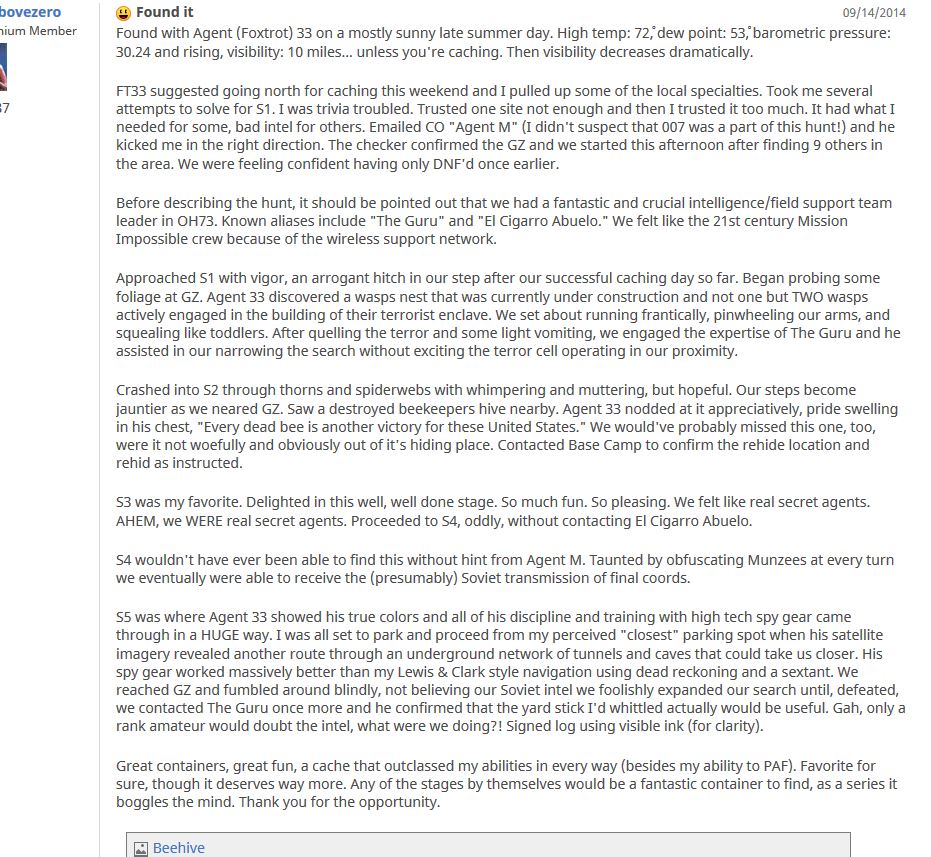 bovezero
Found it
09/14/2014
nium Member
37
Found with Agent (Foxtrot) 33 on a mostly sunny late summer day. High temp: 72,° dew point: 53,° barometric pressure:
30.24 and rising, visibility: 10 miles... unless you're caching. Then visibility decreases dramatically.
FT33 suggested going north for caching this weekend and I pulled up some of the local specialties. Took me several
attempts to solve for S1. I was trivia troubled. Trusted one site not enough and then I trusted it too much. It had what I
needed for some, bad intel for others. Emailed CO "Agent M" (I didn't suspect that 007 was a part of this hunt!) and he
kicked me in the right direction. The checker confirmed the GZ and we started this afternoon after finding 9 others in
the area. We were feeling confident having only DNF'd once earlier.
Before describing the hunt, it should be pointed out that we had a fantastic and crucial intelligence/field support team
leader in OH73. Known aliases include "The Guru" and "El Cigarro Abuelo." We felt like the 21st century Mission
Impossible crew because of the wireless support network.
Approached S1 with vigor, an arrogant hitch in our step after our successful caching day so far. Began probing some
foliage at GZ. Agent 33 discovered a wasps nest that was currently under construction and not one but TWO wasps
actively engaged in the building of their terrorist enclave. We set about running frantically, pinwheeling our arms, and
squealing like toddlers. After quelling the terror and some light vomiting, we engaged the expertise of The Guru and he
assisted in our narrowing the search without exciting the terror cell operating in our proximity.
Crashed into S2 through thorns and spiderwebs with whimpering and muttering, but hopeful. Our steps become
jauntier as we neared GZ. Saw a destroyed beekeepers hive nearby. Agent 33 nodded at it appreciatively, pride swelling
in his chest, "Every dead bee is another victory for these United States." We would've probably missed this one, too,
were it not woefully and obviously out of it's hiding place. Contacted Base Camp to confirm the rehide location and
rehid as instructed.
S3 was my favorite. Delighted in this well, well done stage. So much fun. So pleasing. We felt like real secret agents.
AHEM, we WERE real secret agents. Proceeded to S4, oddly, without contacting El Cigarro Abuelo.
S4 wouldn't have ever been able to find this without hint from Agent M. Taunted by obfuscating Munzees at every turn
we eventually were able to receive the (presumably) Soviet transmission of final coords.
S5 was where Agent 33 showed his true colors and all of his discipline and training with high tech spy gear came
through in a HUGE way. I was all set to park and proceed from my perceived "closest" parking spot when his satellite
imagery revealed another route through an underground network of tunnels and caves that could take us closer. His
spy gear worked massively better than my Lewis & Clark style navigation using dead reckoning and a sextant. We
reached GZ and fumbled around blindly, not believing our Soviet intel we foolishly expanded our search until, defeated,
we contacted The Guru once more and he confirmed that the yard stick I'd whittled actually would be useful. Gah, only a
rank amateur would doubt the intel, what were we doing?! Signed log using visible ink (for clarity).
Great containers, great fun, a cache that outclassed my abilities in every way (besides my ability to PAF). Favorite for
sure, though it deserves way more. Any of the stages by themselves would be a fantastic container to find, as a series it
boggles the mind. Thank you for the opportunity.
Beehive